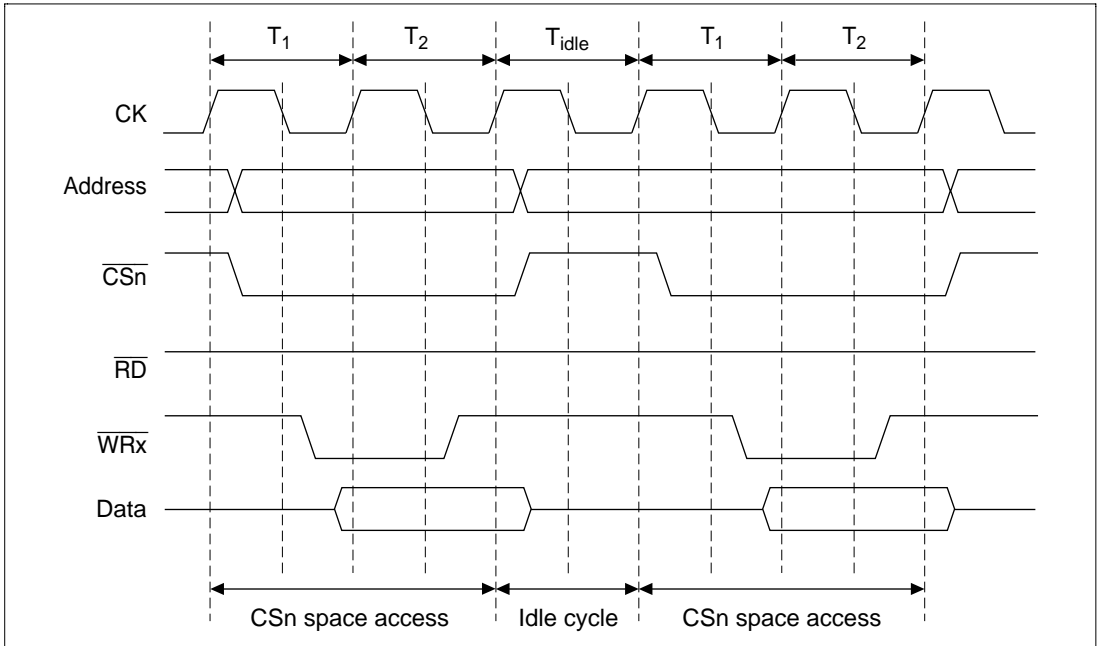 T1 T2 Tidle T1 T2
CK
Address
CSn
RD
WRx
Data
CSn space access Idle cycle CSn space access